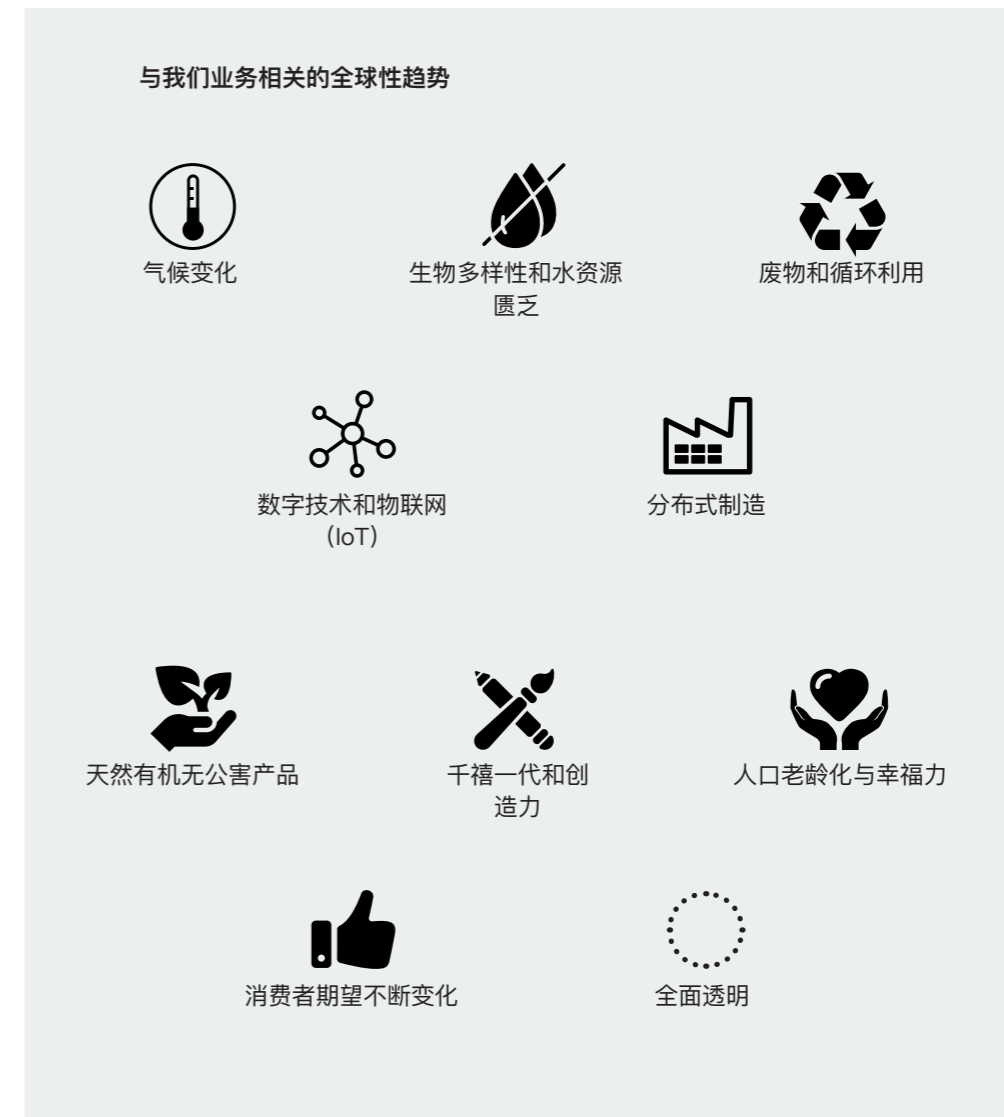 与我们业务相关的全球性趋势
气候变化
生物多样性和水资源
匮乏
废物和循环利用
数字技术和物联网
(IoT)
分布式制造
天然有机无公害产品
千禧一代和创
造力
人口老龄化与幸福力
消费者期望不断变化
全面透明